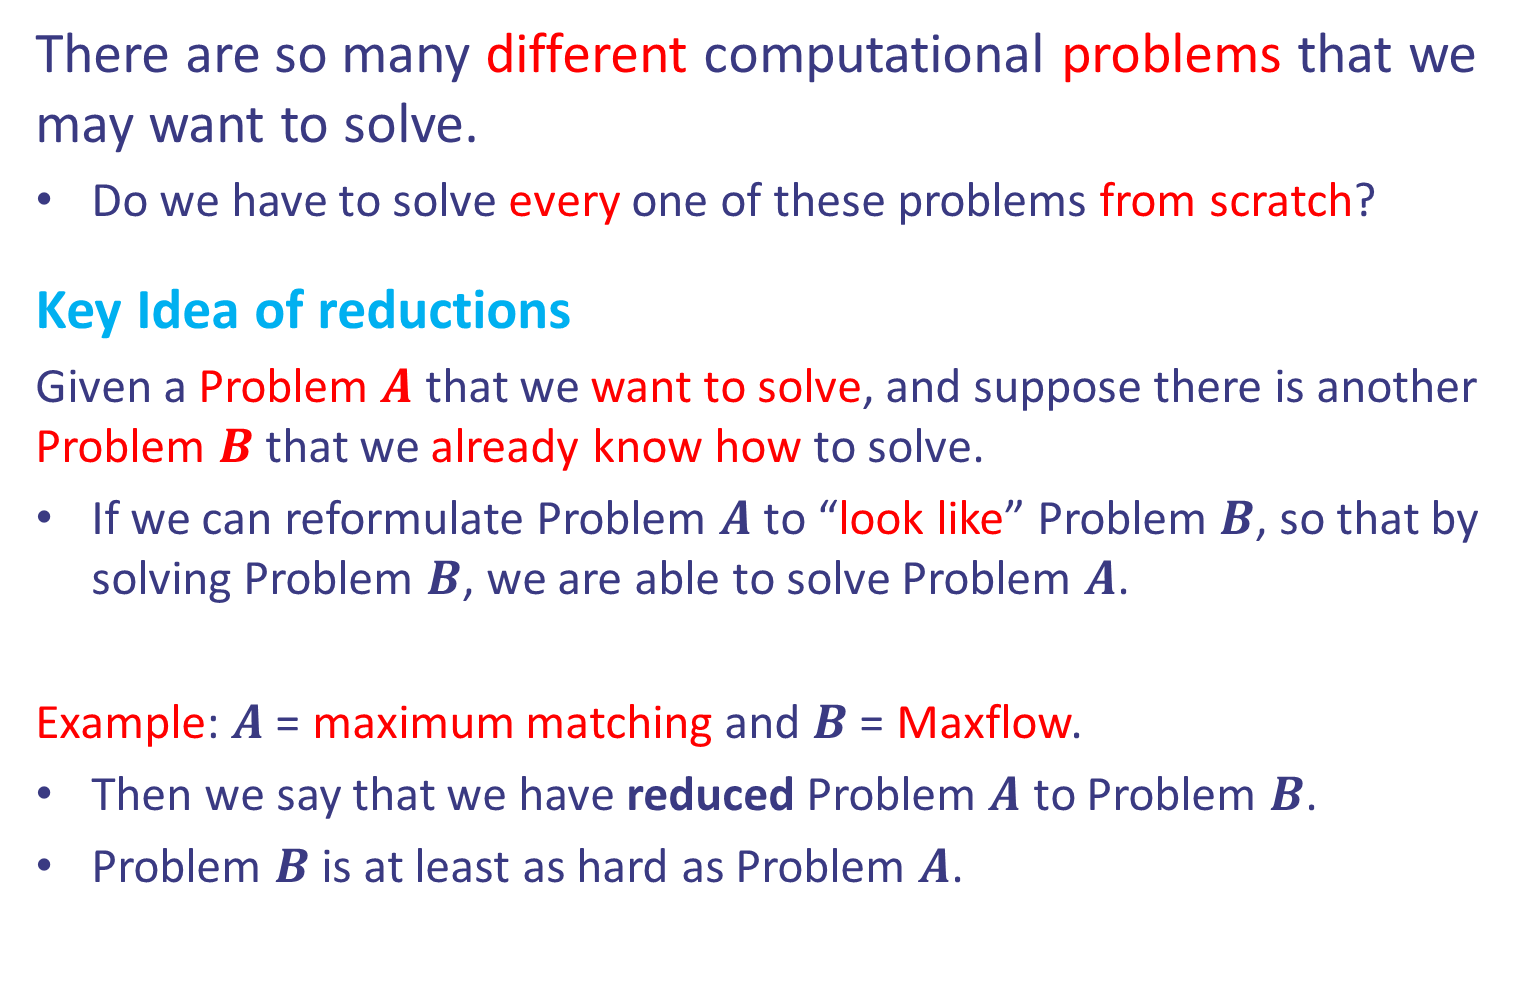 There are so many different computational problems that we
may want to solve.
• Do we have to solve every one of these problems from scratch?
Key Idea of reductions
Given a Problem A that we want to solve, and suppose there is another
Problem B that we already know how to solve.
• If we can reformulate Problem A to “look like” Problem B, so that by
solving Problem B, we are able to solve Problem A.
Example: A = maximum matching and B = Maxflow.
• Then we say that we have reduced Problem A to Problem B.
• Problem B is at least as hard as Problem A.